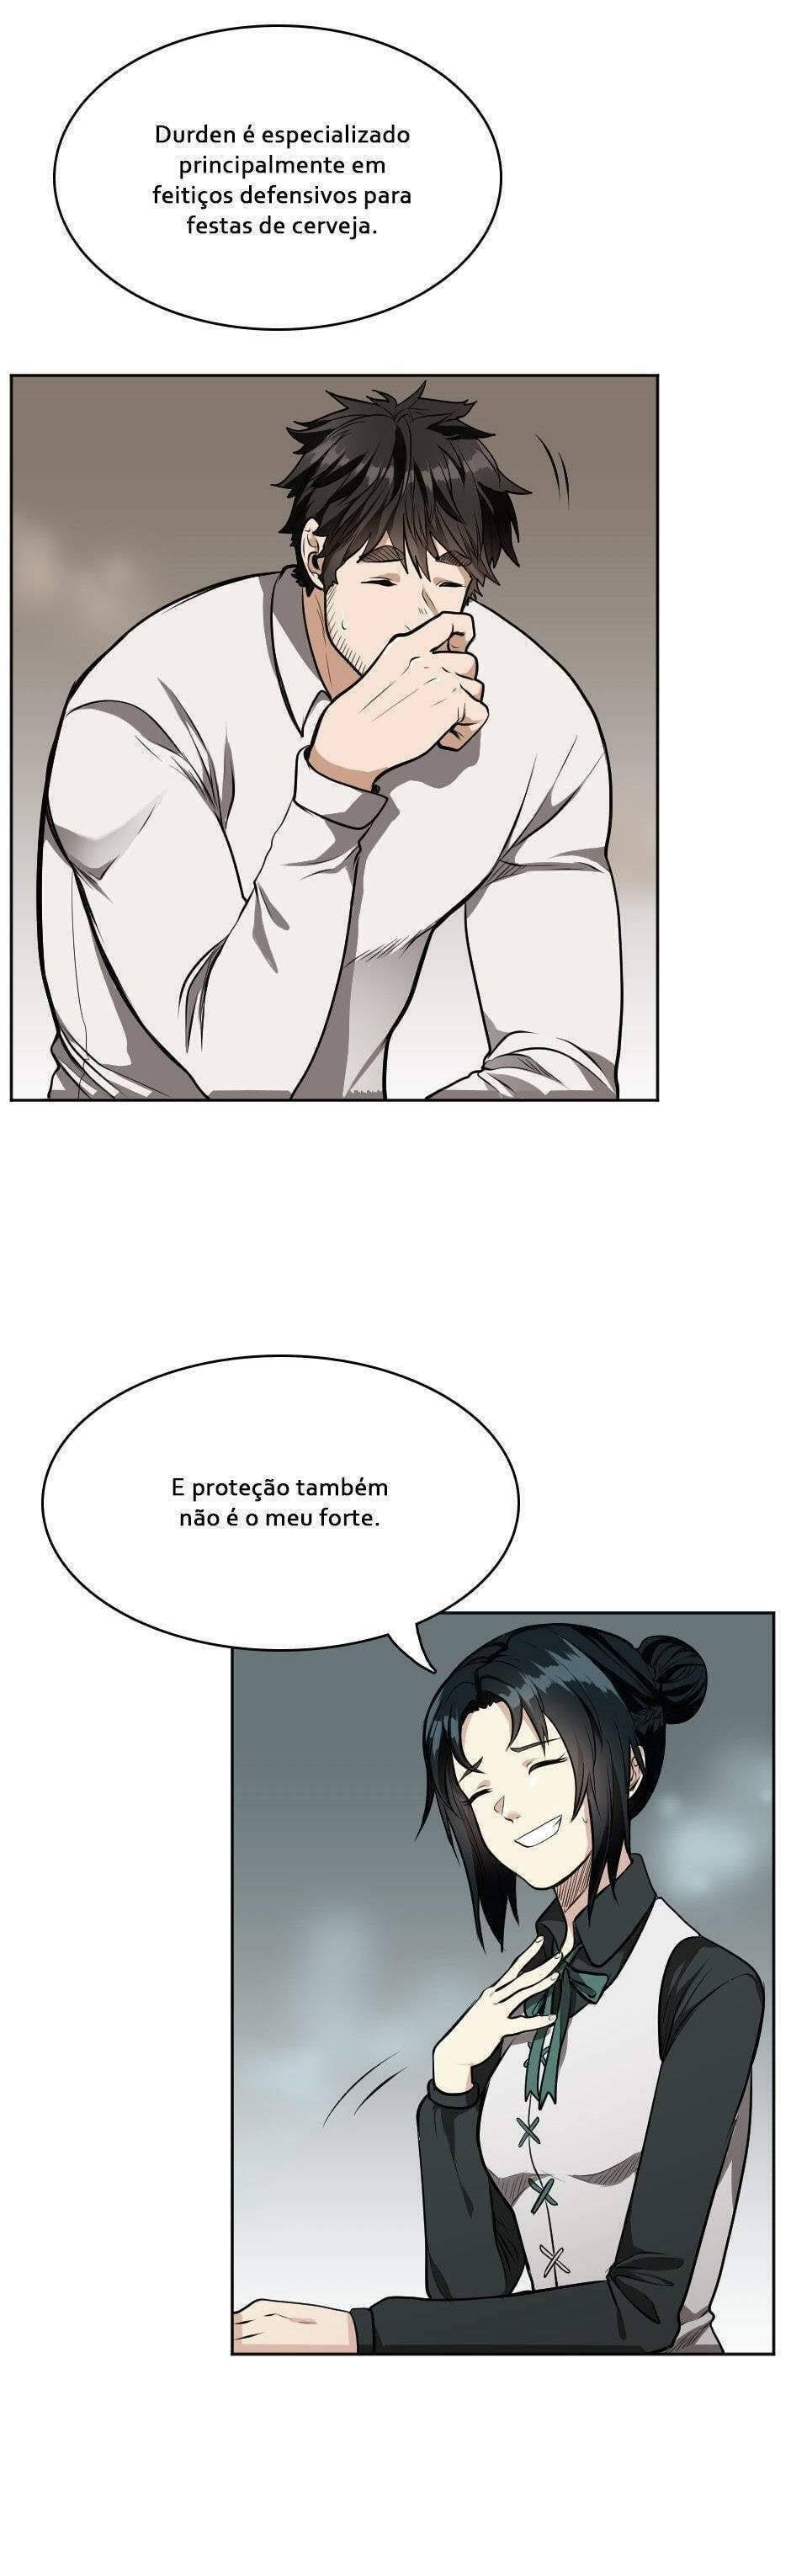 Durden é especializado
principalmente em
feitiços defensivos para
festas de cerveja.
E proteção também
não é o meu forte.